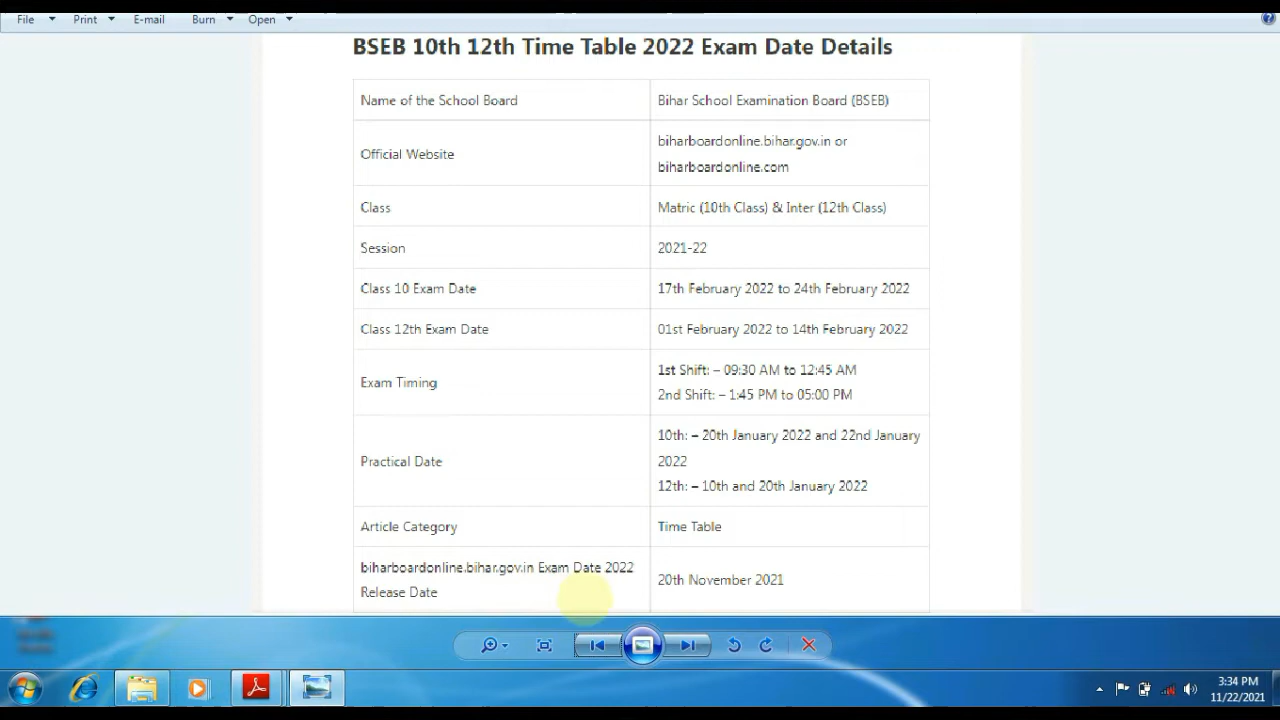 File Print E-mail Burn Open
BSEB 10th 12th Time Table 2022 Exam Date Details
Name of the School Board
Bihar School Examination Board (BSEB)
Official Website
biharboardonline.bihar.gov.in or
biharboardonline.com
Class
Matric (10th Class) & Inter (12th Class)
Session
2021-22
Class 10 Exam Date
17th February 2022 to 24th February 2022
Class 12th Exam Date
01st February 2022 to 14th February 2022
Exam Timing
1st Shift: – 09:30 AM to 12:45 AM
2nd Shift: – 1:45 PM to 05:00 PM
Practical Date
10th: – 20th January 2022 and 22nd January
2022
12th: – 10th and 20th January 2022
Article Category
Time Table
biharboardonline.bihar.gov.in Exam Date 2022
Release Date
20th November 2021
3:34 PM
11/22/2021